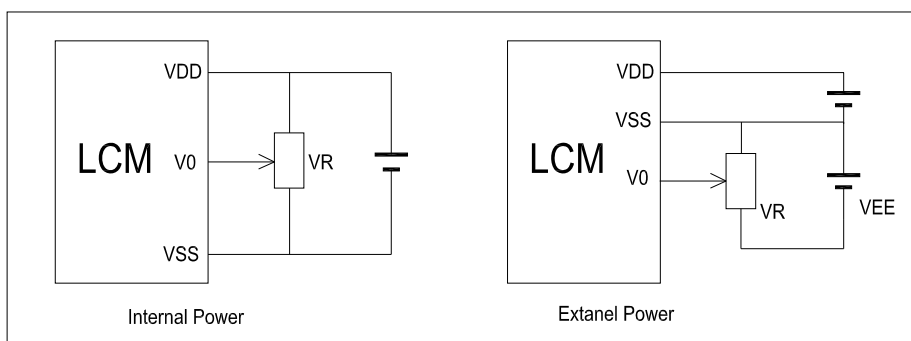 VDD
LCM
V0
VR
VSS
Internal Power
VDD
VSS
LCM
V0
VR
VEE
Extanel Power